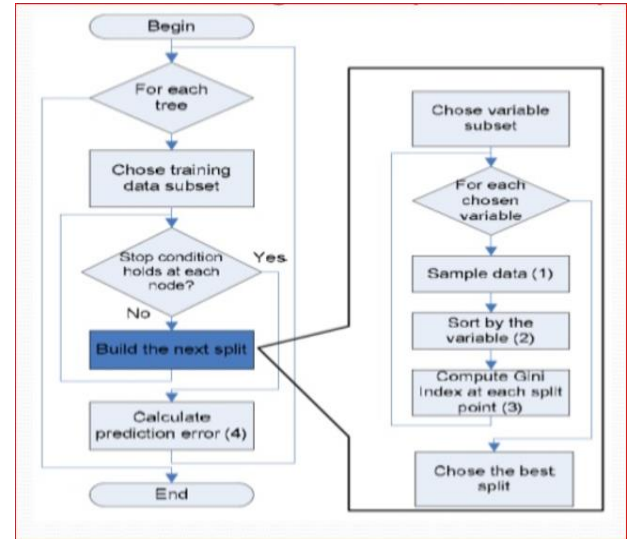 Begin
For each
tree
Chose training
data subset
Stop condition
holds at each
node?
Yes
No
Build the next split
Calculate
prediction error (4)
End
Chose variable
subset
For each
chosen
variable
Sample data (1)
Sort by the
variable (2)
Compute Gini
Index at each split
point (3)
Chose the best
split